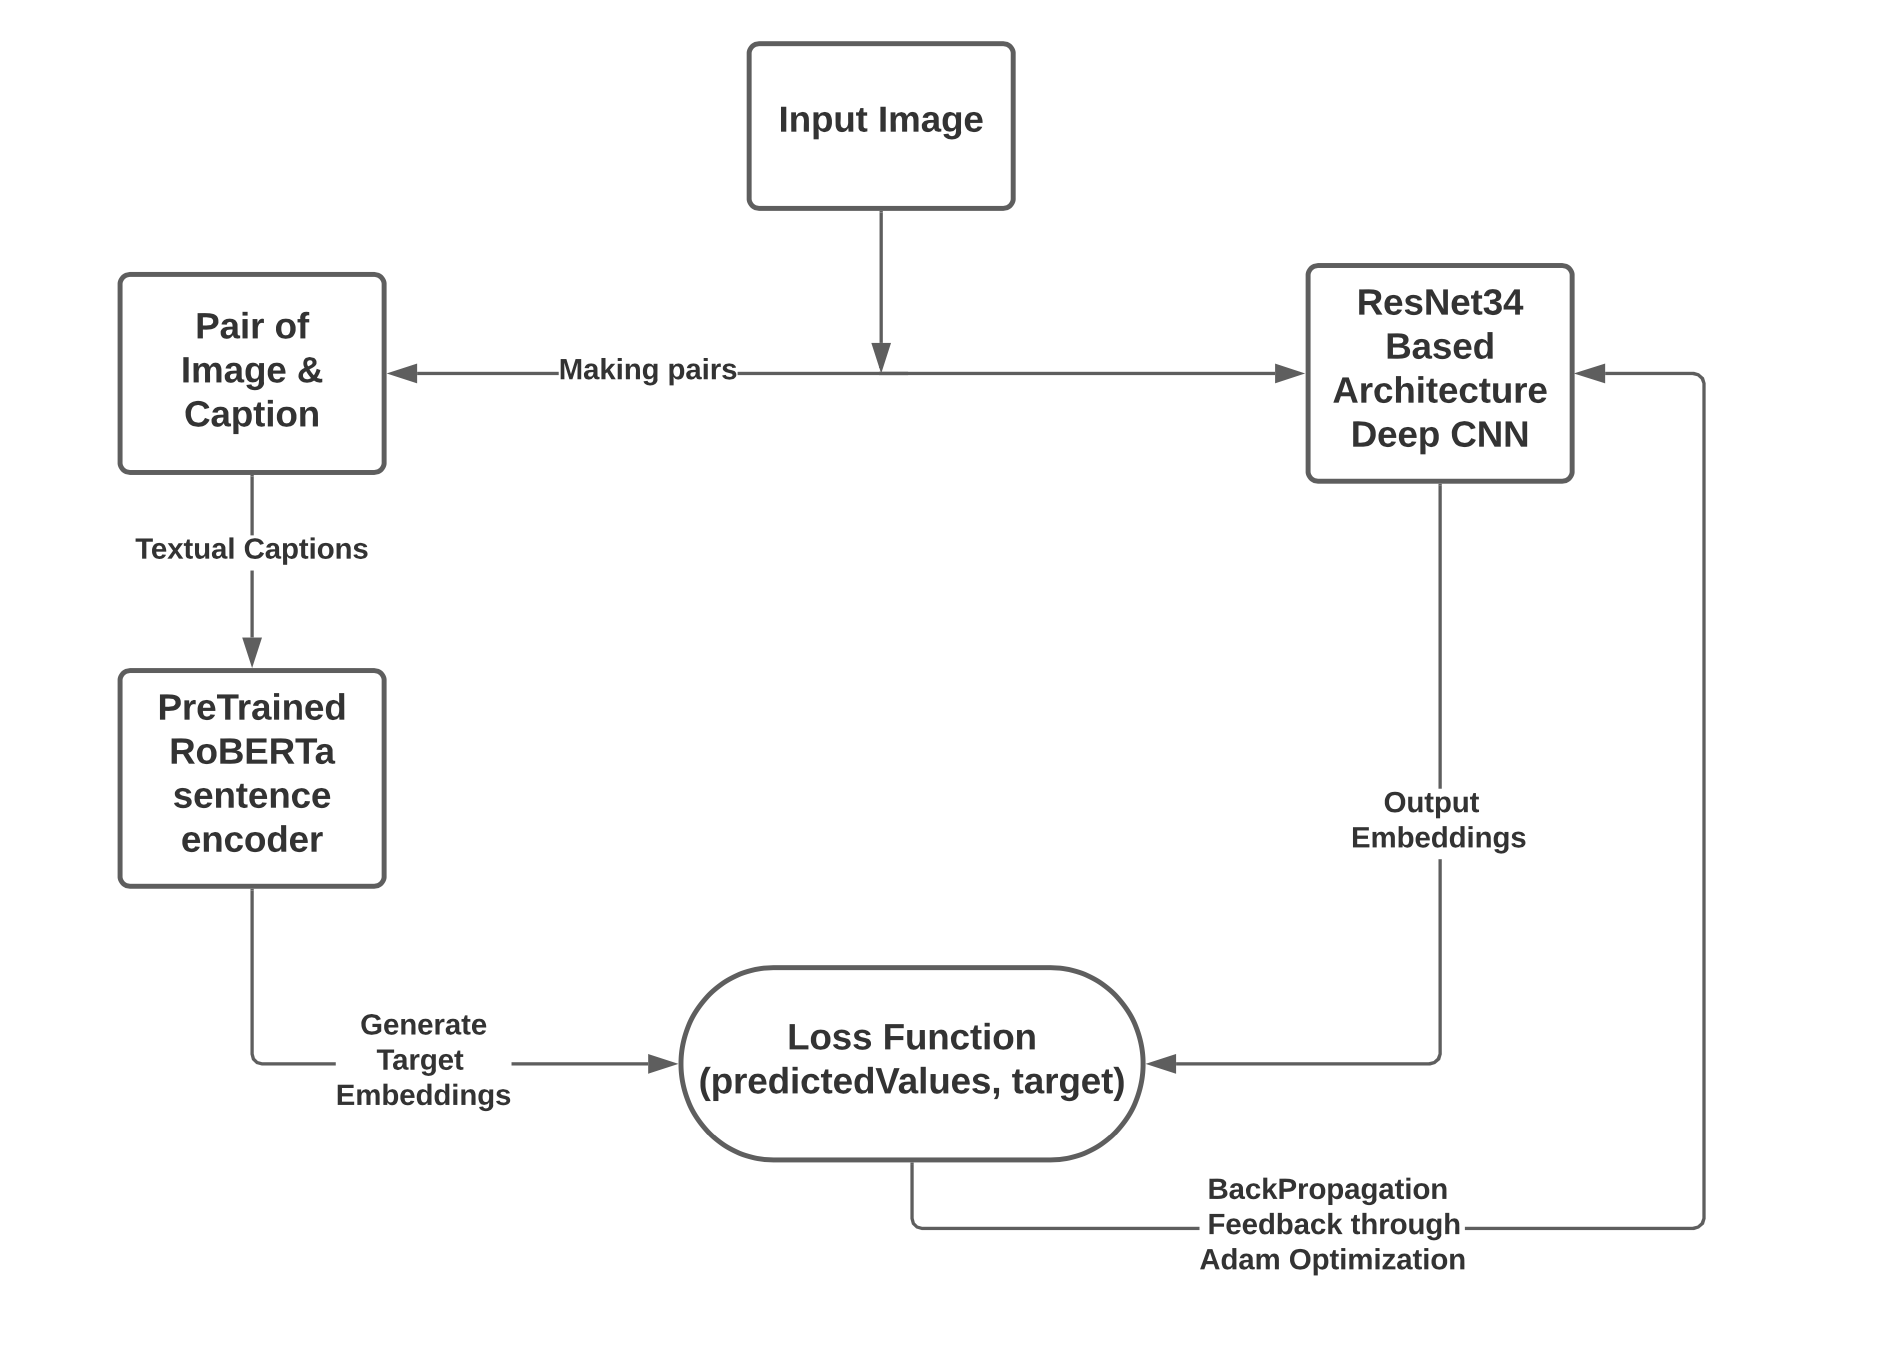 Input Image
Pair of
Image &
Caption
Making pairs
ResNet34
Based
Architecture
Deep CNN
Textual Captions
PreTrained
RoBERTa
sentence
encoder
Output
Embeddings
Generate
Target
Embeddings
Loss Function
(predictedValues, target)
BackPropagation
Feedback through
Adam Optimization